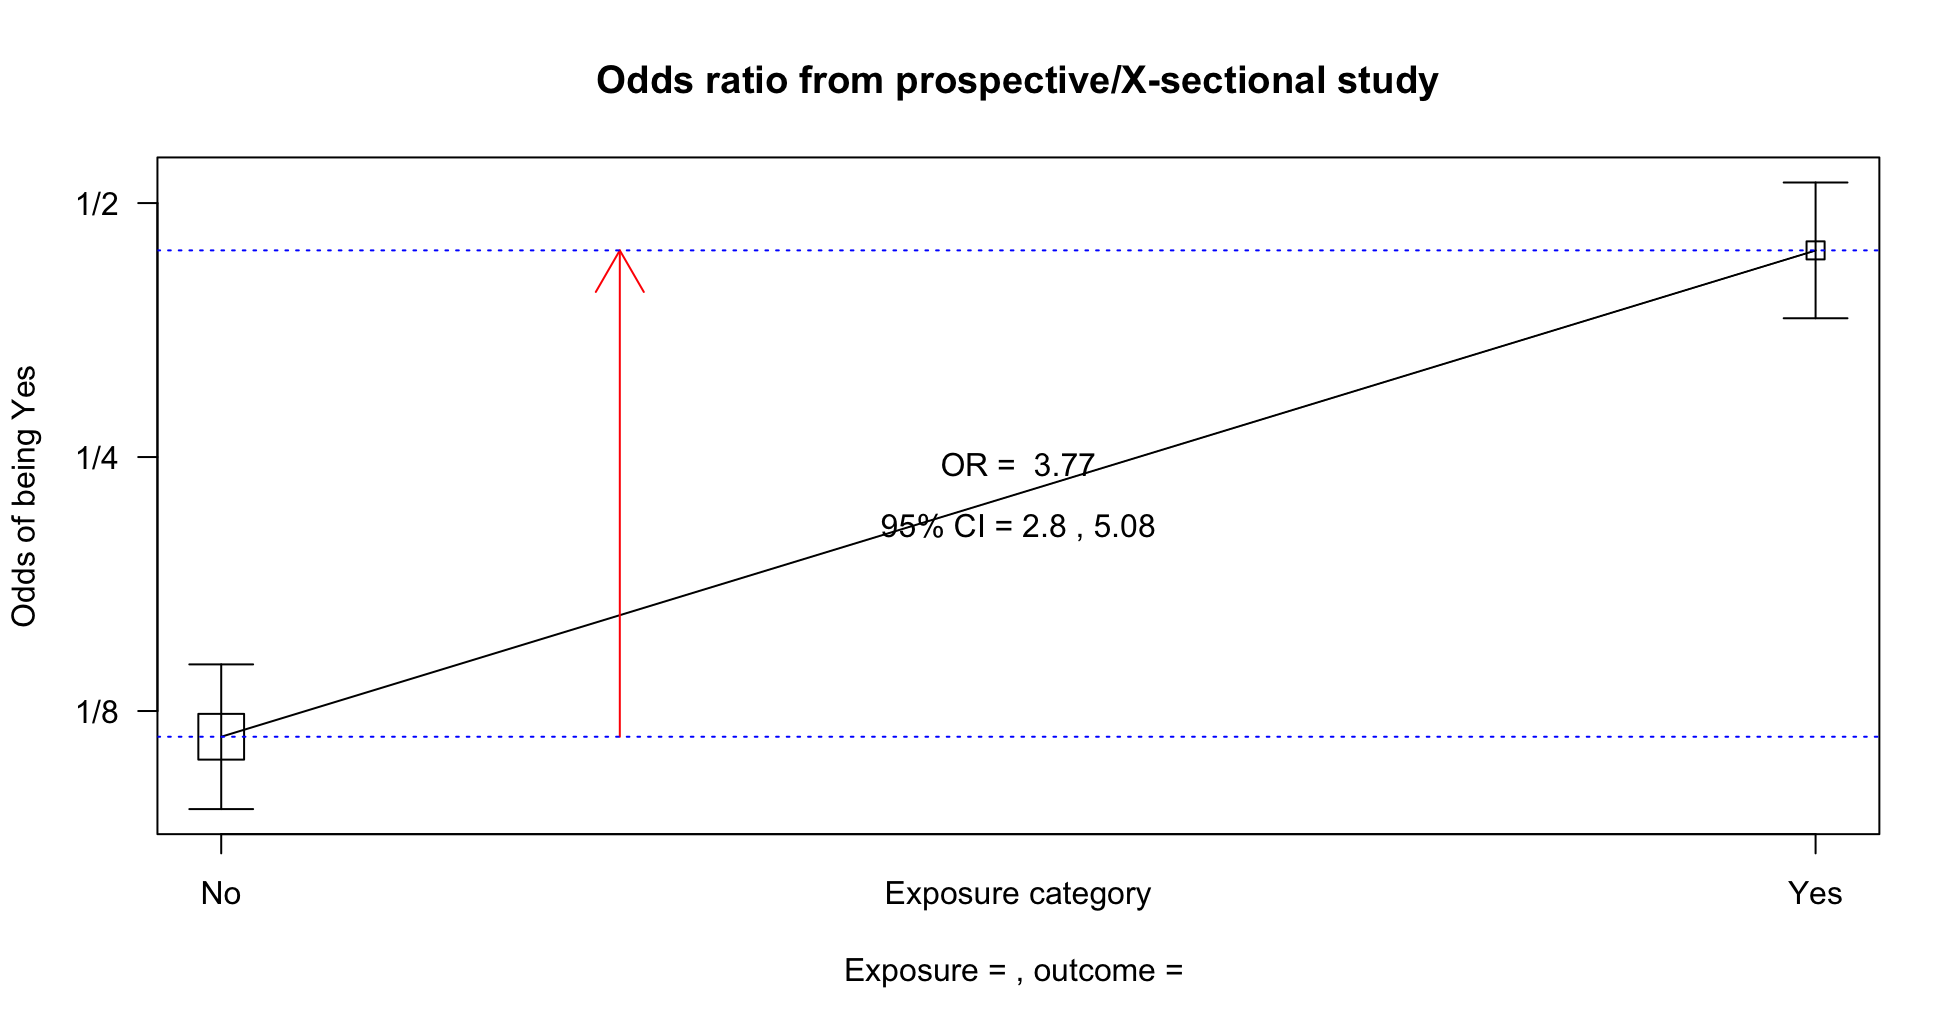 Odds ratio from prospective/X-sectional study
1/2
1/4
1/8
Odds of being Yes
OR =  3.77
95% CI = 2.8 , 5.08
No
Exposure category
Yes
Exposure = , outcome =